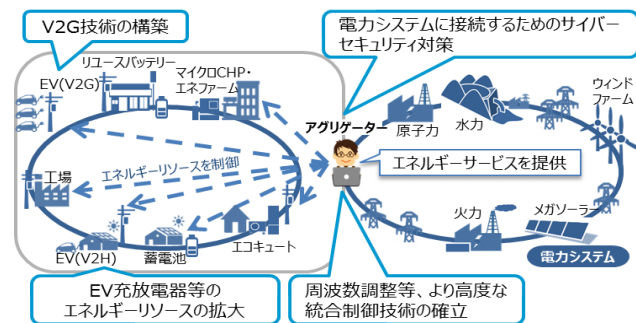 V2G技術の構築
電力システムに接続するためのサイバー
セキュリティ対策
リユースバッテリー
EV(V2G)
マイクロCHP・
エネファーム
アグリゲーター
原子力
水力
ウィンド
ファーム
工場
エネルギーリソースを制御
エネルギーサービスを提供
EV(V2H)
蓄電池
エコキュート
火力
メガソーラー
電力システム
EV充放電器等の
エネルギーリソースの拡大
周波数調整等、より高度な
統合制御技術の確立